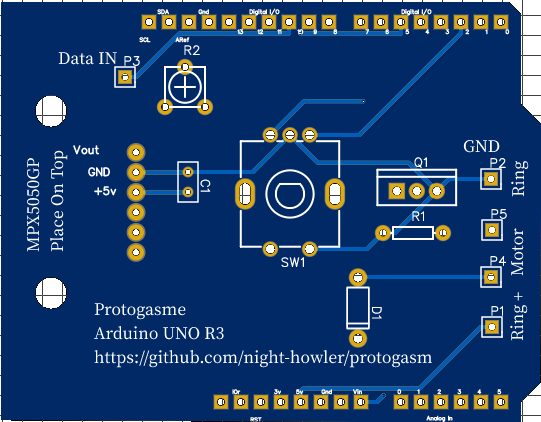 SDA Gnd Digital I/O Digital I/O
SCL ARef 13 12 11 10 9 8 7 6 5 4 3 2 1 0
R2
Data IN P3
Vout
GND
+5v
C1
MPX5050GP
Place On Top
SW1
Q1
R1
D1
GND
P2
Ring
P5
Motor
P4
P1
Ring +
Protogasme
Arduino UNO R3
https://github.com/night-howler/protogasm
IOr 3v 5v Gnd Vin 0 1 2 3 4 5
RST Analog In